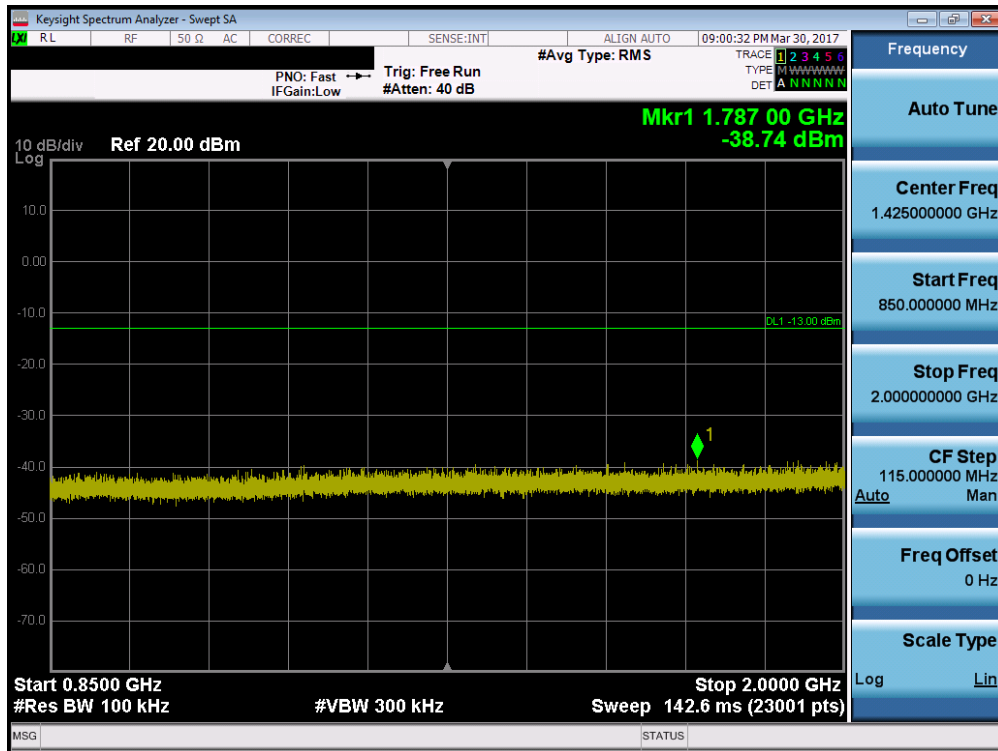 Keysight Spectrum Analyzer - Swept SA
LXI RL RF 50 Ω AC CORREC SENSE:INT ALIGN AUTO 09:00:32 PM Mar 30, 2017
#Avg Type: RMS TRACE 1 2 3 4 5 6
PNO: Fast Trig: Free Run TYPE M WWWWW
IFGain:Low #Atten: 40 dB DET A N N N N N
Mkr1 1.787 00 GHz
-38.74 dBm
10 dB/div Ref 20.00 dBm
Log
10.0
0.00
-10.0
DL1 -13.00 dBm
-20.0
-30.0
1
-40.0
-50.0
-60.0
-70.0
Start 0.8500 GHz Stop 2.0000 GHz
#Res BW 100 kHz #VBW 300 kHz Sweep 142.6 ms (23001 pts)
MSG STATUS
Frequency
Auto Tune
Center Freq
1.425000000 GHz
Start Freq
850.000000 MHz
Stop Freq
2.000000000 GHz
CF Step
115.000000 MHz
Auto Man
Freq Offset
0 Hz
Scale Type
Log Lin